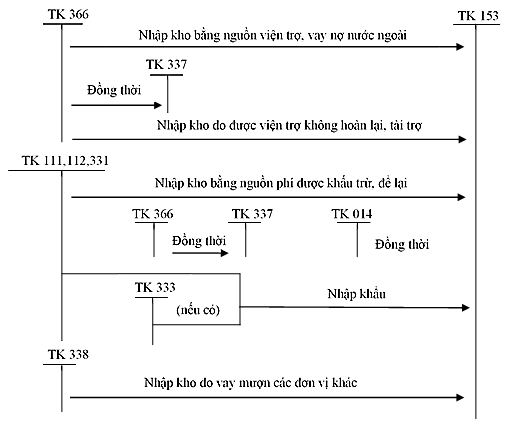 TK 366
TK 153
Nhập kho bằng nguồn viện trợ, vay nợ nước ngoài
TK 337
Đồng thời
Nhập kho do được viện trợ không hoàn lại, tài trợ
TK 111,112,331
Nhập kho bằng nguồn phí được khấu trừ, để lại
TK 366
TK 337
TK 014
Đồng thời
Đồng thời
TK 333
(nếu có)
Nhập khẩu
TK 338
Nhập kho do vay mượn các đơn vị khác